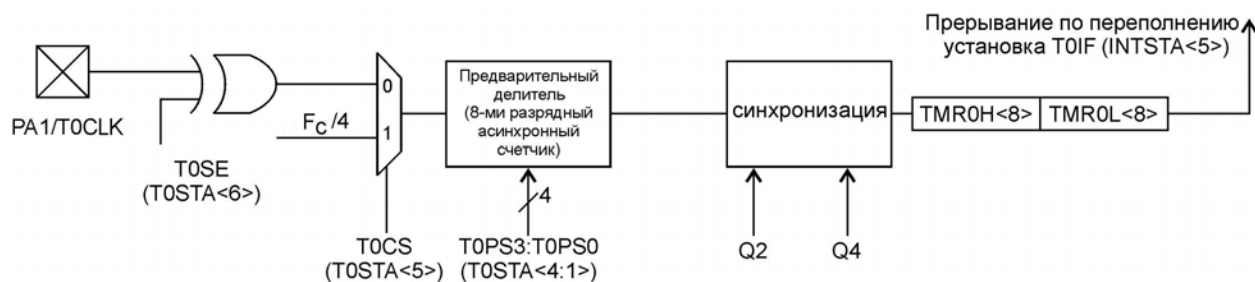 Прерывание по переполнению
установка T0IF (INTSTA<5>)
PA1/T0CLK
T0SE
(T0STA<6>)
FC /4
0
1
T0CS
(T0STA<5>)
Предварительный
делитель
(8-ми разрядный
асинхронный
счетчик)
4
T0PS3:T0PS0
(T0STA<4:1>)
синхронизация
Q2
Q4
TMR0H<8>
TMR0L<8>